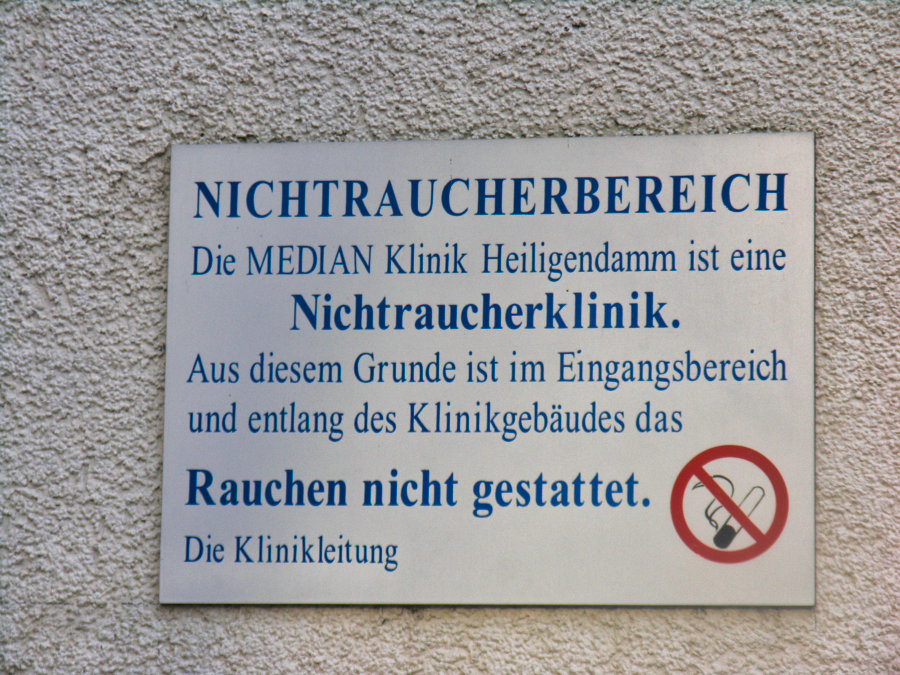 NICHTRAUCHERBEREICH
Die MEDIAN Klinik Heiligendamm ist eine
Nichtraucherklinik.
Aus diesem Grunde ist im Eingangsbereich
und entlang des Klinikgebäudes das
Rauchen nicht gestattet.
Die Klinikleitung